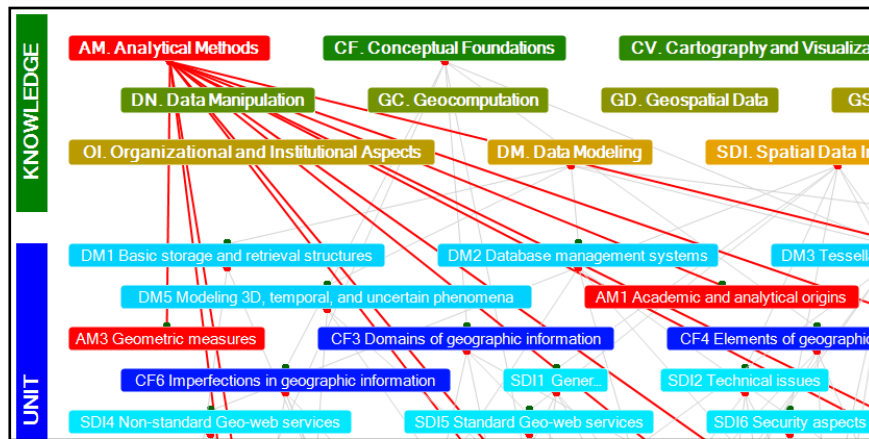 KNOWLEDGE
AM. Analytical Methods
CF. Conceptual Foundations
CV. Cartography and Visualiza
DN. Data Manipulation
GC. Geocomputation
GD. Geospatial Data
GS
OI. Organizational and Institutional Aspects
DM. Data Modeling
SDI. Spatial Data In
UNIT
DM1 Basic storage and retrieval structures
DM2 Database management systems
DM3 Tessella
DM5 Modeling 3D, temporal, and uncertain phenomena
AM1 Academic and analytical origins
AM3 Geometric measures
CF3 Domains of geographic information
CF4 Elements of geographic
CF6 Imperfections in geographic information
SDI1 Gener...
SDI2 Technical issues
SDI4 Non-standard Geo-web services
SDI5 Standard Geo-web services
SDI6 Security aspects